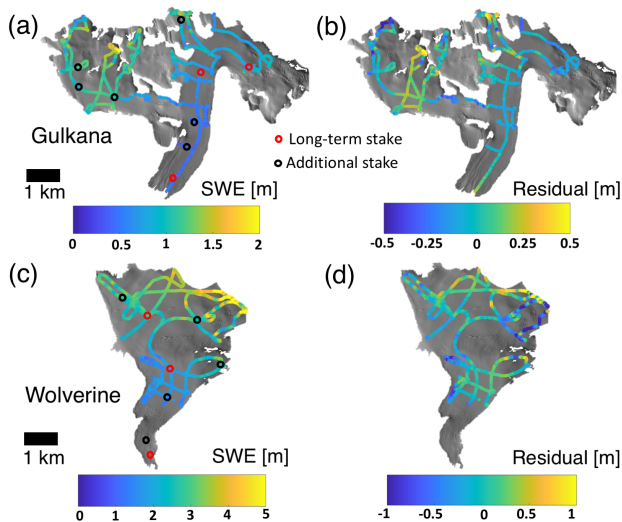 (a)
(b)
Gulkana
Long-term stake
Additional stake
1 km
SWE [m]
Residual [m]
0 0.5 1 1.5 2
-0.5 -0.25 0 0.25 0.5
(c)
(d)
Wolverine
1 km
SWE [m]
Residual [m]
0 1 2 3 4 5
-1 -0.5 0 0.5 1